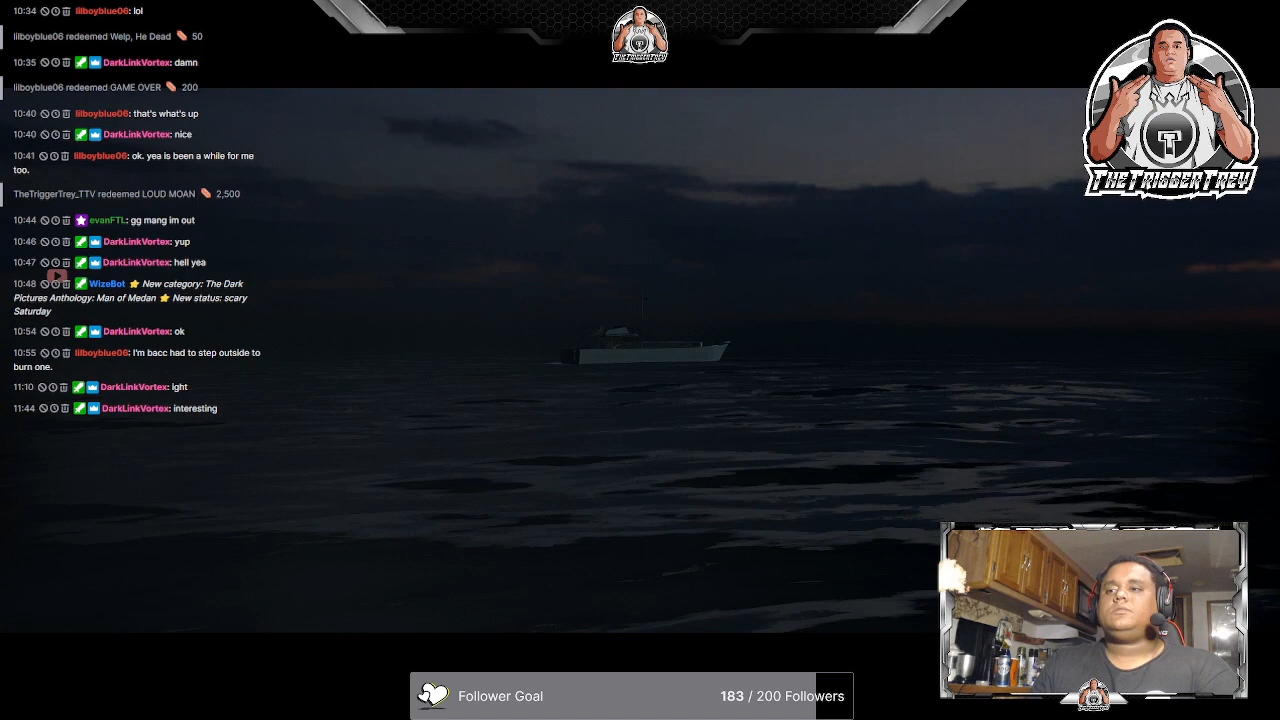 10:34 lilboyblue06: lol
lilboyblue06 redeemed Welp, He Dead 50
10:35 DarkLinkVortex: damn
lilboyblue06 redeemed GAME OVER 200
10:40 lilboyblue06: that's what's up
10:40 DarkLinkVortex: nice
10:41 lilboyblue06: ok. yea is been a while for me
too.
TheTriggerTrey_TTV redeemed LOUD MOAN 2,500
10:44 evanFTL: gg mang im out
10:46 DarkLinkVortex: yup
10:47 DarkLinkVortex: hell yea
10:48 WizeBot New category: The Dark
Pictures Anthology: Man of Medan New status: scary
Saturday
10:54 DarkLinkVortex: ok
10:55 lilboyblue06: I'm bacc had to step outside to
burn one.
11:10 DarkLinkVortex: ight
11:44 DarkLinkVortex: interesting
THETRIGGERTREY
T
THETRIGGERTREY
Follower Goal 183 / 200 Followers